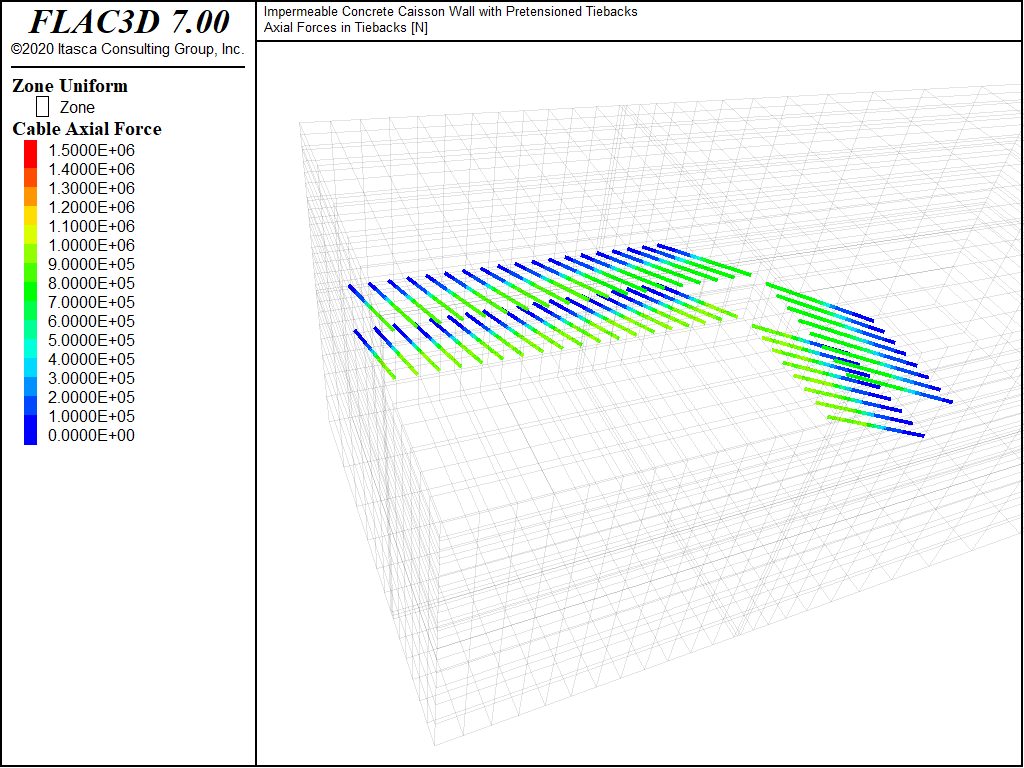 FLAC3D 7.00
©2020 Itasca Consulting Group, Inc.
Zone Uniform
Zone
Cable Axial Force
1.5000E+06
1.4000E+06
1.3000E+06
1.2000E+06
1.1000E+06
1.0000E+06
9.0000E+05
8.0000E+05
7.0000E+05
6.0000E+05
5.0000E+05
4.0000E+05
3.0000E+05
2.0000E+05
1.0000E+05
0.0000E+00
Impermeable Concrete Caisson Wall with Pretensioned Tiebacks
Axial Forces in Tiebacks [N]